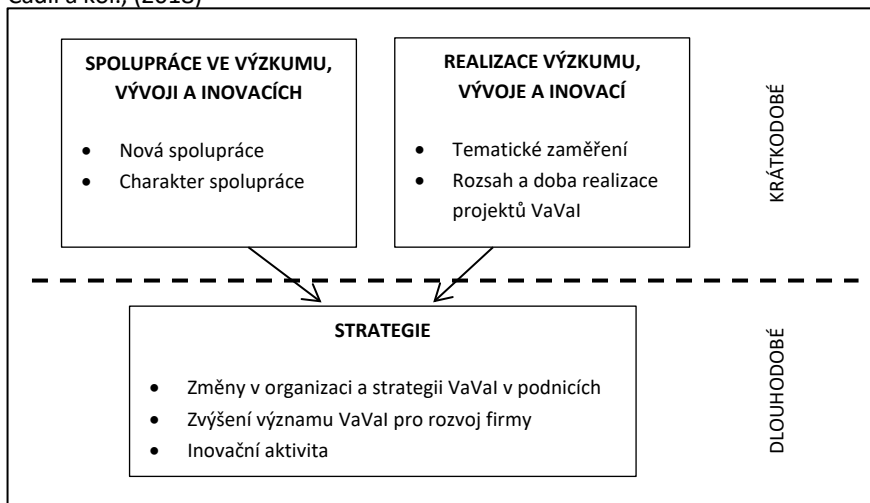 SPOLUPRÁCE VE VÝZKUMU,
VÝVOJI A INOVACÍCH
• Nová spolupráce
• Charakter spolupráce
REALIZACE VÝZKUMU,
VÝVOJE A INOVACÍ
• Tematické zaměření
• Rozsah a doba realizace
projektů VaVaI
KRÁTKODOBÉ
STRATEGIE
• Změny v organizaci a strategii VaVaI v podnicích
• Zvýšení významu VaVaI pro rozvoj firmy
• Inovační aktivita
DLOUHODOBÉ